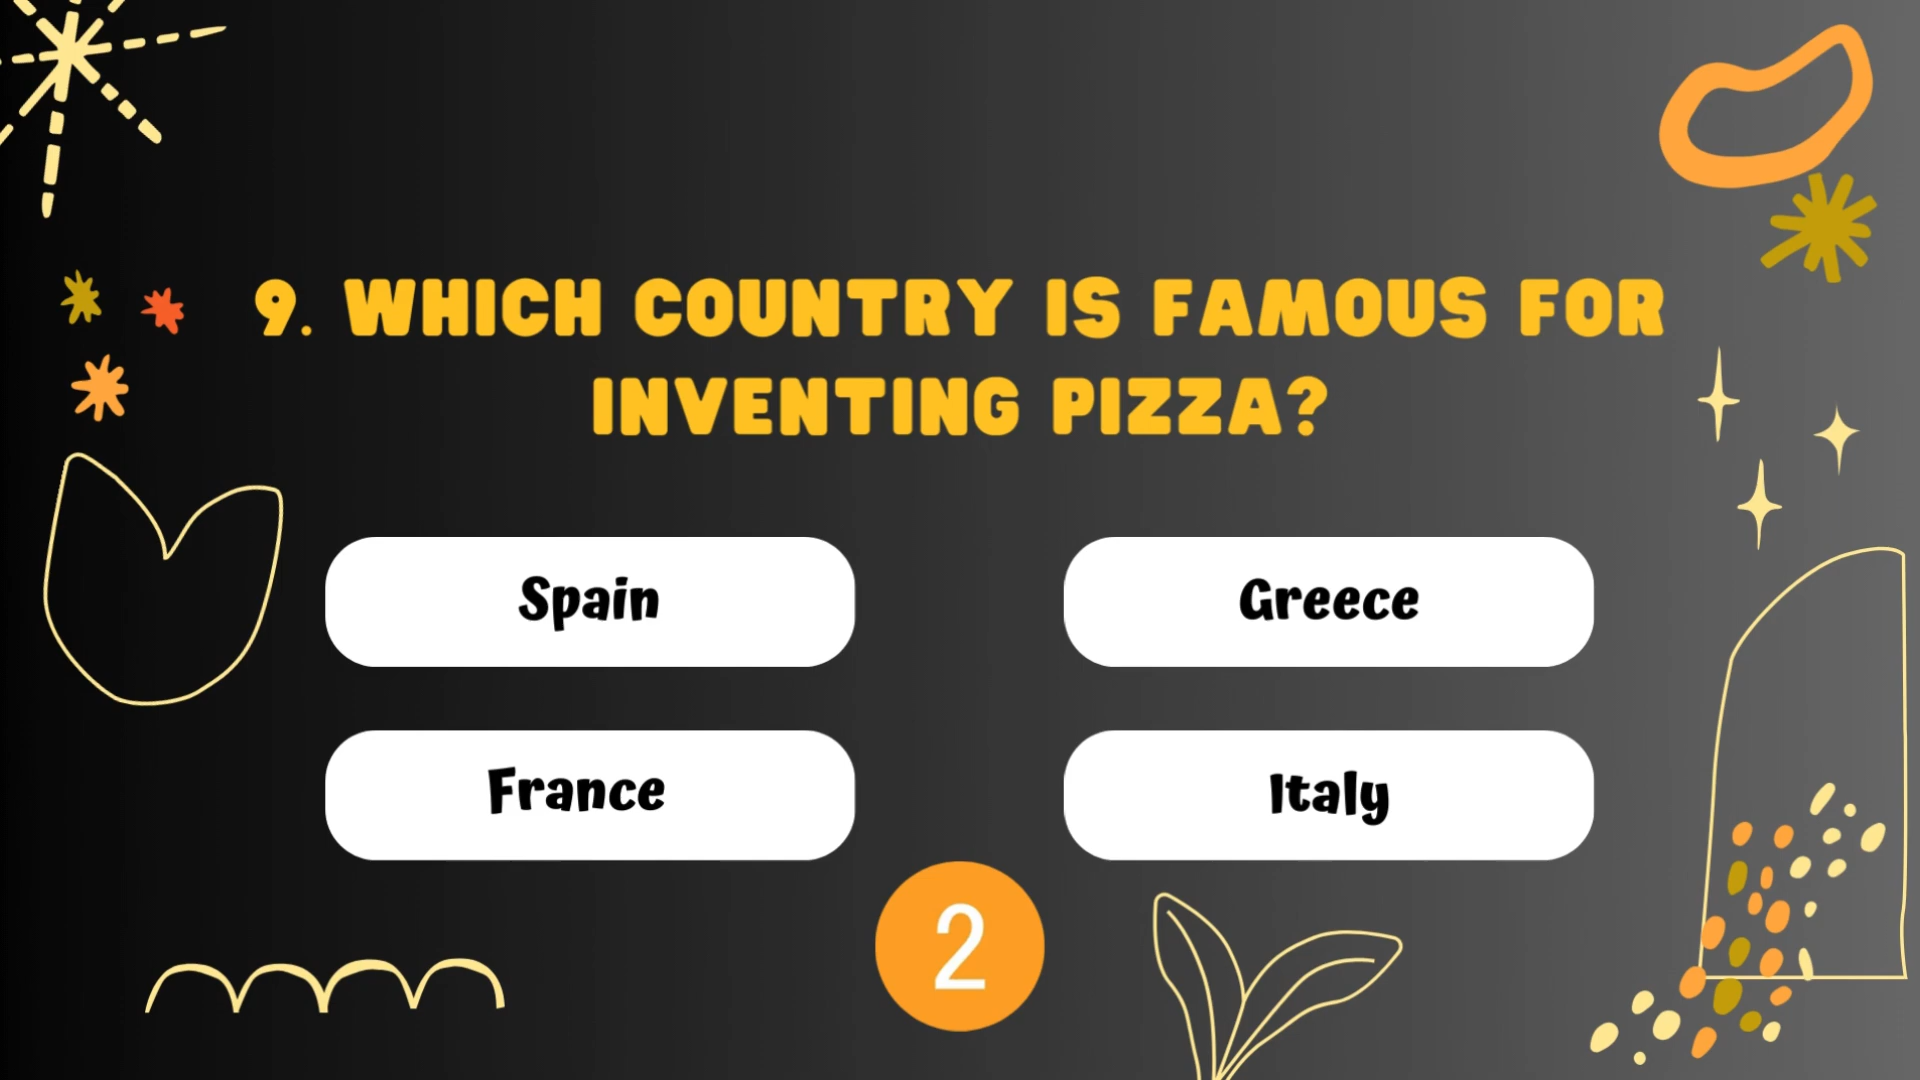 9. WHICH COUNTRY IS FAMOUS FOR
INVENTING PIZZA?
Spain
Greece
France
Italy
2